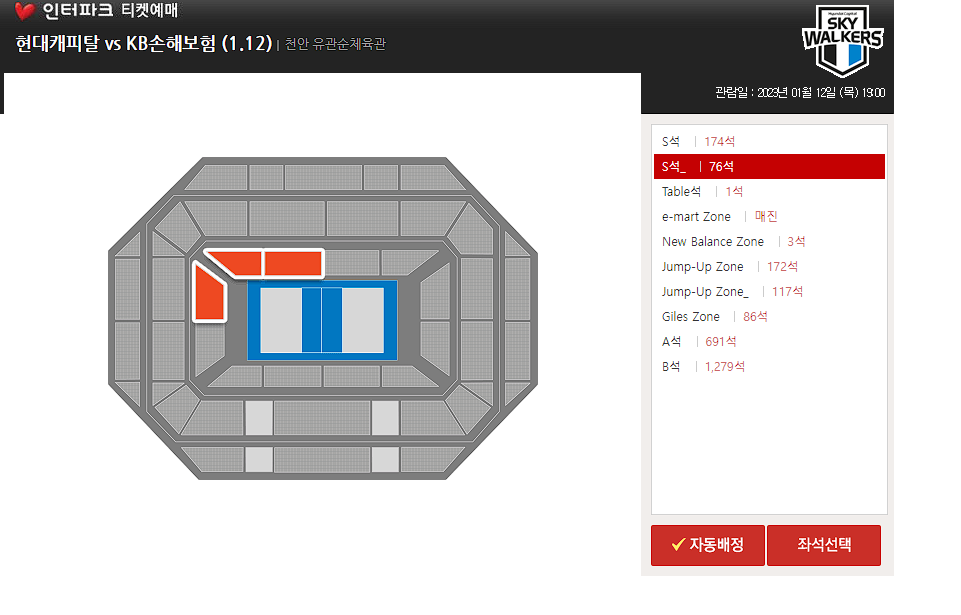 인터파크 티켓예매
현대캐피탈 vs KB손해보험 (1.12) | 천안 유관순체육관
Hyundai Capital
SKY
WALKERS
관람일 : 2023년 01월 12일 (목) 19:00
S석 | 174석
S석_ | 76석
Table석 | 1석
e-mart Zone | 매진
New Balance Zone | 3석
Jump-Up Zone | 172석
Jump-Up Zone_ | 117석
Giles Zone | 86석
A석 | 691석
B석 | 1,279석
자동배정
좌석선택